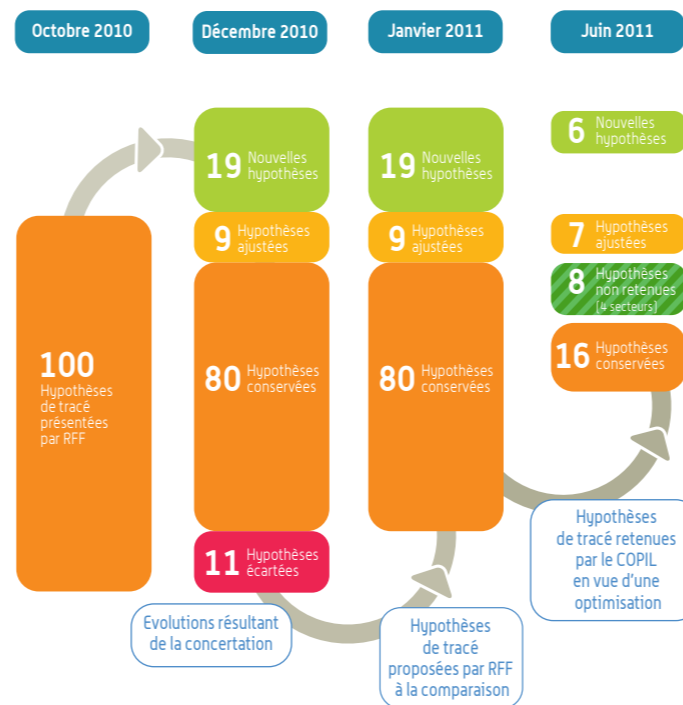 Octobre 2010
Décembre 2010
Janvier 2011
Juin 2011
100
Hypothèses
de tracé
présentées
par RFF
19 Nouvelles
hypothèses
9 Hypothèses
ajustées
80 Hypothèses
conservées
11 Hypothèses
écartées
19 Nouvelles
hypothèses
9 Hypothèses
ajustées
80 Hypothèses
conservées
6 Nouvelles
hypothèses
7 Hypothèses
ajustées
8 Hypothèses
non retenues
[4 secteurs]
16 Hypothèses
conservées
Evolutions résultant
de la concertation
Hypothèses
de tracé
proposées par RFF
à la comparaison
Hypothèses
de tracé retenues
par le COPIL
en vue d'une
optimisation